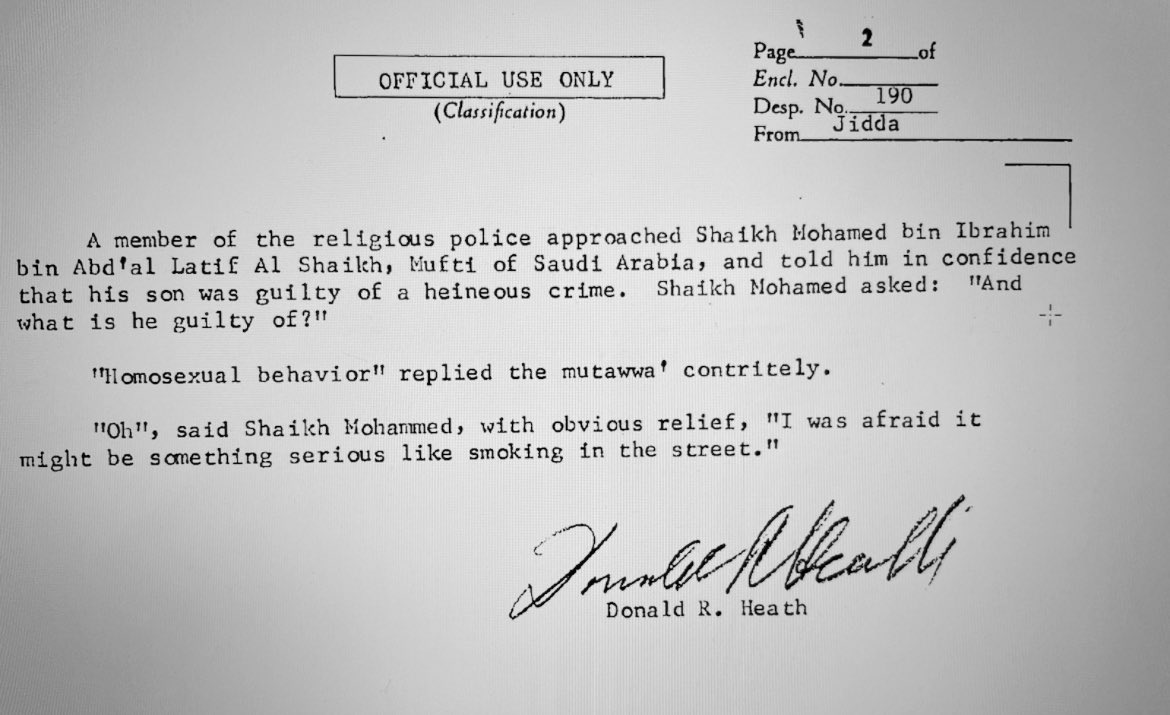 Page 2 of
OFFICIAL USE ONLY
(Classification)
Encl. No.
Desp. No. 190
From Jidda
A member of the religious police approached Shaikh Mohamed bin Ibrahim
bin Abd'al Latif Al Shaikh, Mufti of Saudi Arabia, and told him in confidence
that his son was guilty of a heineous crime. Shaikh Mohamed asked: "And
what is he guilty of?"
"Homosexual behavior" replied the mutawwa' contritely.
"Oh", said Shaikh Mohammed, with obvious relief, "I was afraid it
might be something serious like smoking in the street."
Donald R Heath
Donald R. Heath